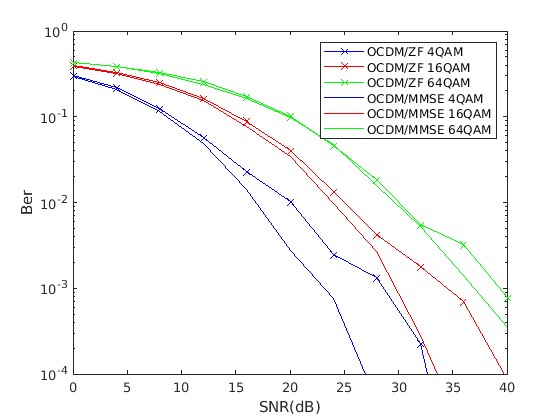 10^0
10^-1
10^-2
10^-3
10^-4
Ber
OCDM/ZF 4QAM
OCDM/ZF 16QAM
OCDM/ZF 64QAM
OCDM/MMSE 4QAM
OCDM/MMSE 16QAM
OCDM/MMSE 64QAM
0 5 10 15 20 25 30 35 40
SNR(dB)